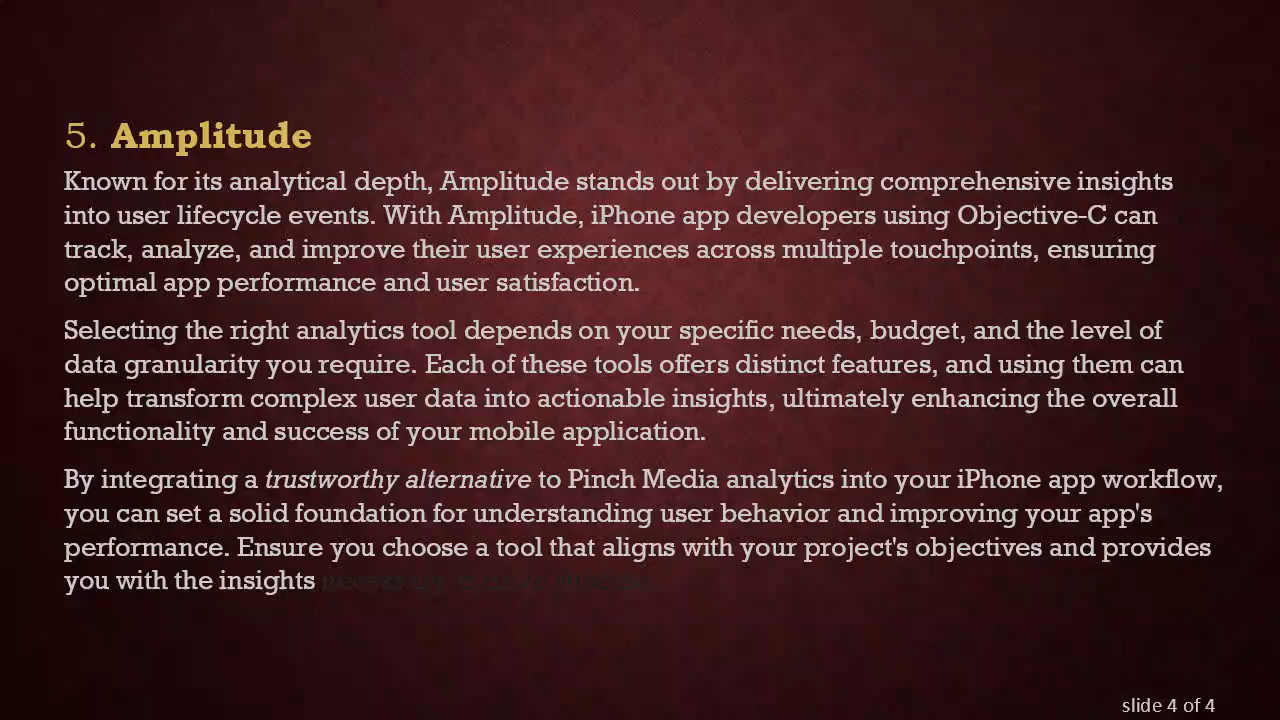 5. Amplitude
Known for its analytical depth, Amplitude stands out by delivering comprehensive insights
into user lifecycle events. With Amplitude, iPhone app developers using Objective-C can
track, analyze, and improve their user experiences across multiple touchpoints, ensuring
optimal app performance and user satisfaction.
Selecting the right analytics tool depends on your specific needs, budget, and the level of
data granularity you require. Each of these tools offers distinct features, and using them can
help transform complex user data into actionable insights, ultimately enhancing the overall
functionality and success of your mobile application.
By integrating a trustworthy alternative to Pinch Media analytics into your iPhone app workflow,
you can set a solid foundation for understanding user behavior and improving your app's
performance. Ensure you choose a tool that aligns with your project's objectives and provides
you with the insights
slide 4 of 4